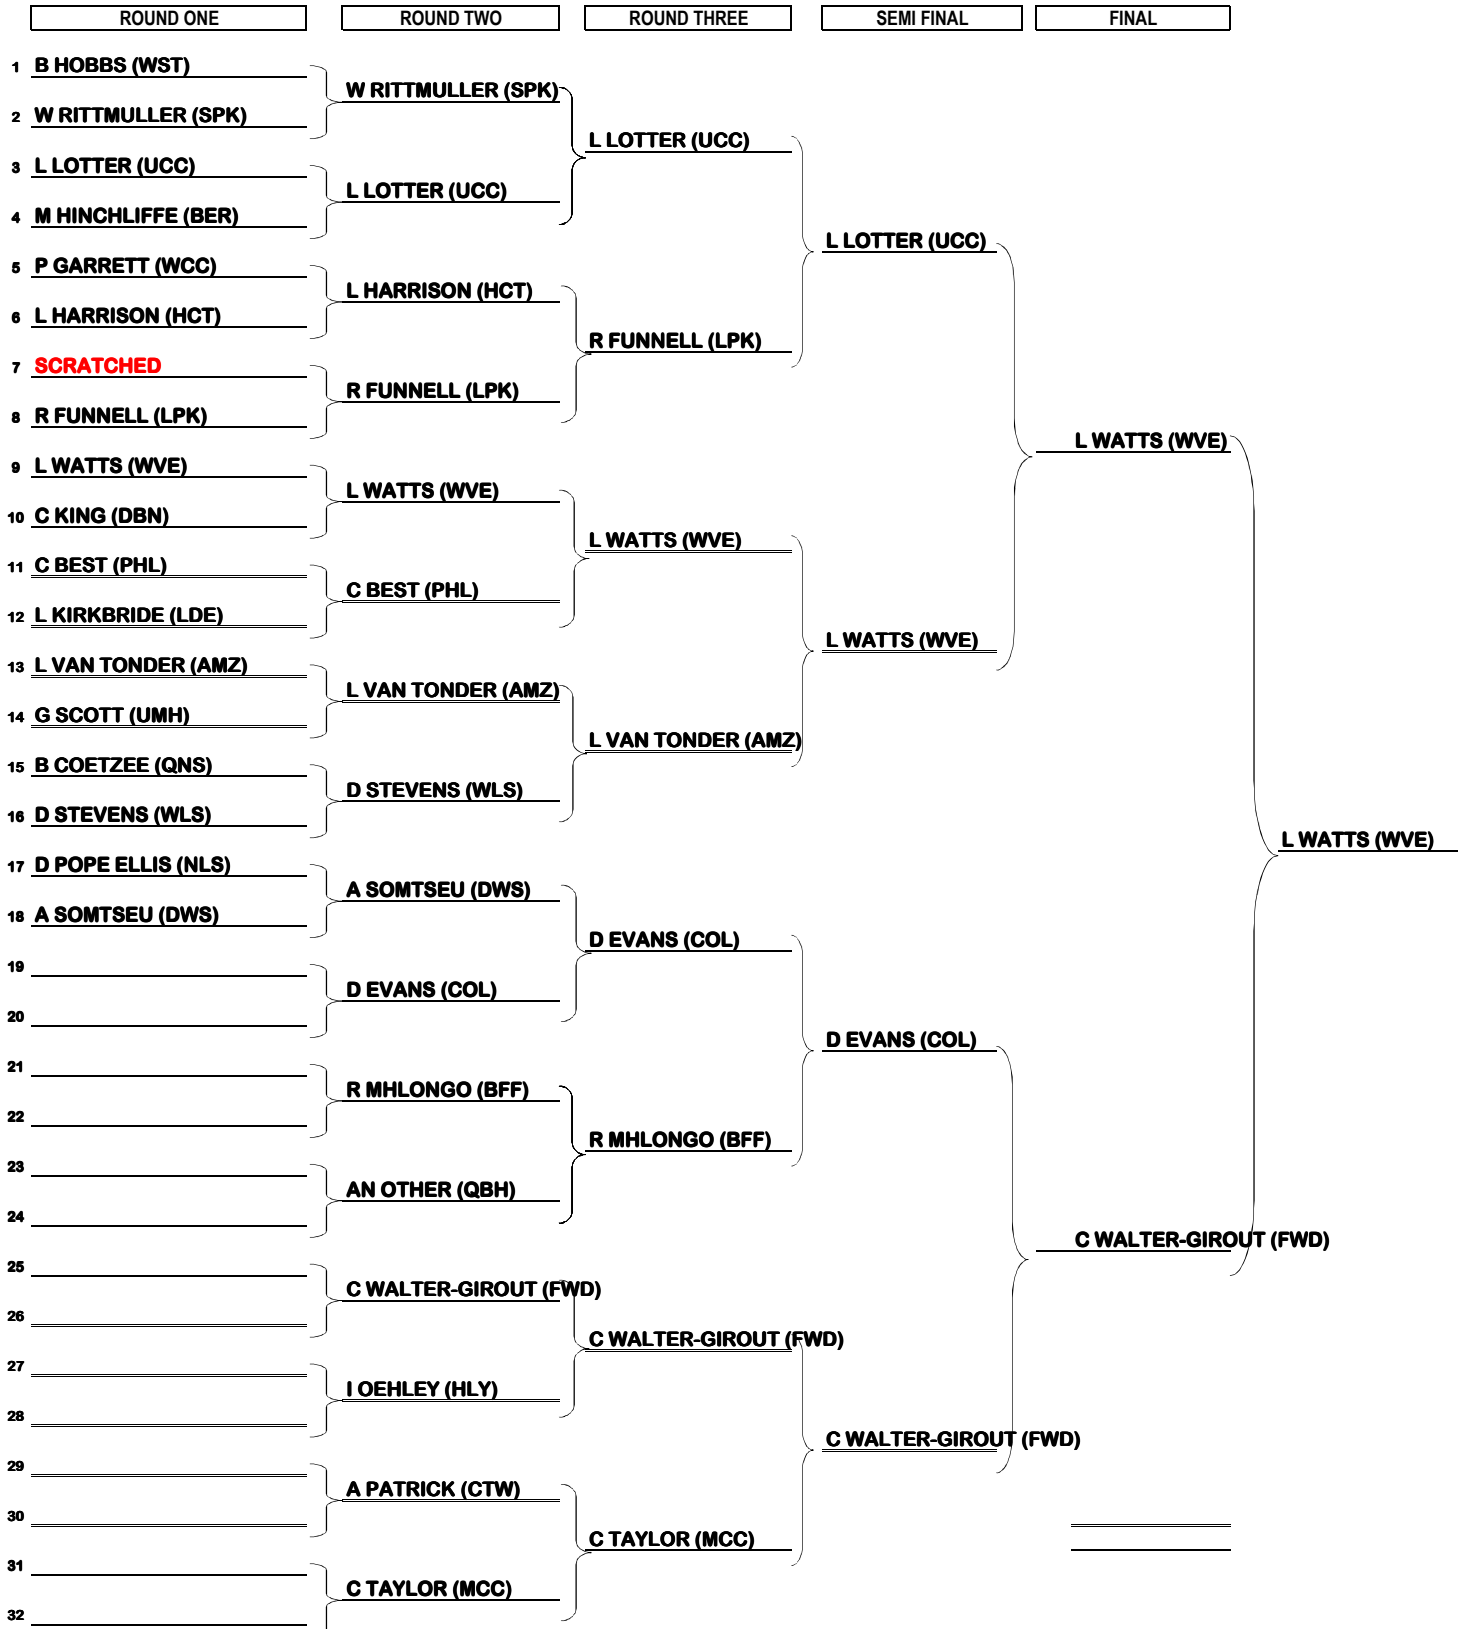 ROUND ONE
ROUND TWO
ROUND THREE
SEMI FINAL
FINAL
1 B HOBBS (WST)
2 W RITTMULLER (SPK)
3 L LOTTER (UCC)
4 M HINCHLIFFE (BER)
5 P GARRETT (WCC)
6 L HARRISON (HCT)
7 SCRATCHED
8 R FUNNELL (LPK)
9 L WATTS (WVE)
10 C KING (DBN)
11 C BEST (PHL)
12 L KIRKBRIDE (LDE)
13 L VAN TONDER (AMZ)
14 G SCOTT (UMH)
15 B COETZEE (QNS)
16 D STEVENS (WLS)
17 D POPE ELLIS (NLS)
18 A SOMTSEU (DWS)
19
20
21
22
23
24
25
26
27
28
29
30
31
32
W RITTMULLER (SPK)
L LOTTER (UCC)
L HARRISON (HCT)
R FUNNELL (LPK)
L WATTS (WVE)
C BEST (PHL)
L VAN TONDER (AMZ)
D STEVENS (WLS)
A SOMTSEU (DWS)
D EVANS (COL)
R MHLONGO (BFF)
AN OTHER (QBH)
C WALTER-GIROUT (FWD)
I OEHLEY (HLY)
A PATRICK (CTW)
C TAYLOR (MCC)
L LOTTER (UCC)
R FUNNELL (LPK)
L WATTS (WVE)
L VAN TONDER (AMZ)
D EVANS (COL)
R MHLONGO (BFF)
C WALTER-GIROUT (FWD)
C TAYLOR (MCC)
L LOTTER (UCC)
L WATTS (WVE)
D EVANS (COL)
C WALTER-GIROUT (FWD)
L WATTS (WVE)
C WALTER-GIROUT (FWD)
L WATTS (WVE)